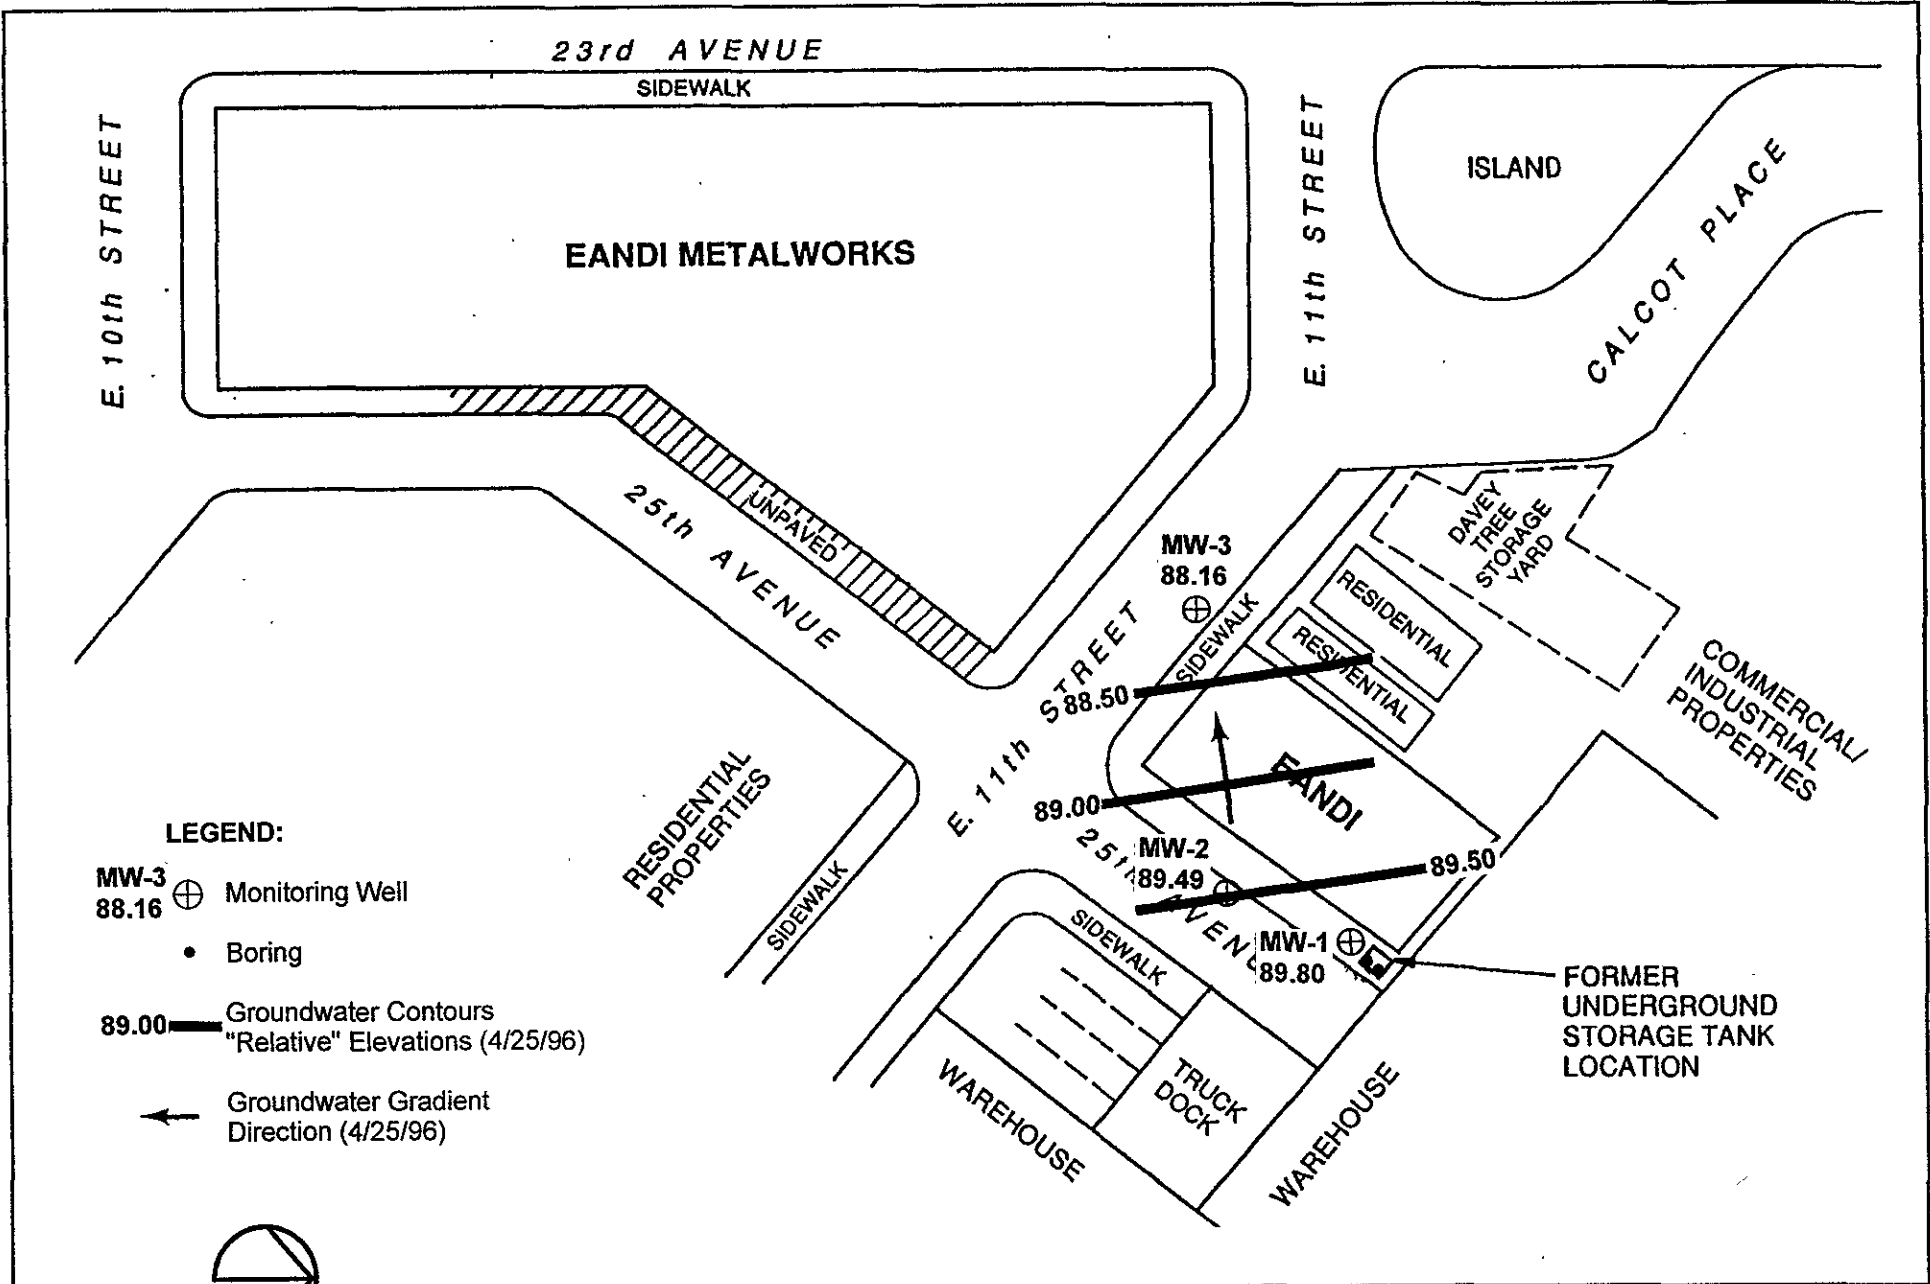 23rd AVENUE
SIDEWALK
E. 10th STREET
EANDI METALWORKS
E. 11th STREET
ISLAND
CALCOT PLACE
25th AVENUE
UNPAVED
MW-3
88.16
SIDEWALK
DAVEY
TREE
STORAGE
YARD
RESIDENTIAL
RESIDENTIAL
COMMERCIAL/
INDUSTRIAL
PROPERTIES
88.50
E. 11th STREET
89.00
EANDI
25th AVENUE
MW-2
89.49
89.50
MW-1
89.80
RESIDENTIAL
PROPERTIES
SIDEWALK
SIDEWALK
FORMER
UNDERGROUND
STORAGE TANK
LOCATION
WAREHOUSE
TRUCK
DOCK
WAREHOUSE
LEGEND:
MW-3
88.16
Monitoring Well
Boring
89.00
Groundwater Contours
"Relative" Elevations (4/25/96)
Groundwater Gradient
Direction (4/25/96)